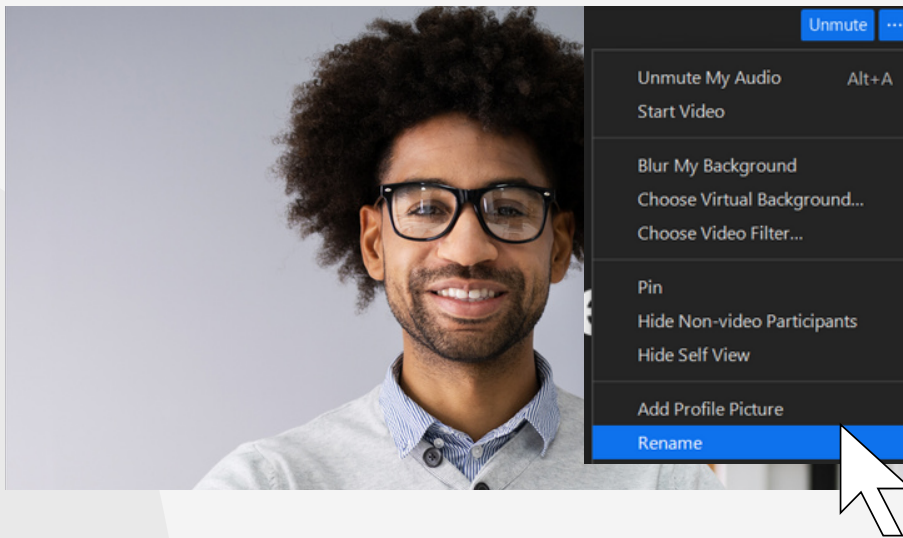 Unmute ...
Unmute My Audio Alt+A
Start Video
Blur My Background
Choose Virtual Background...
Choose Video Filter...
Pin
Hide Non-video Participants
Hide Self View
Add Profile Picture
Rename